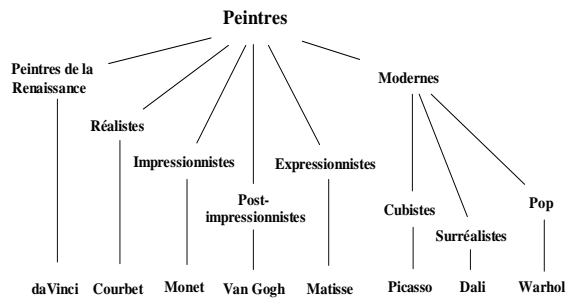 Peintres
Peintres de la
Renaissance
Modernes
Réalistes
Impressionnistes
Expressionnistes
Post-
impressionnistes
Cubistes
Pop
Surréalistes
daVinci
Courbet
Monet
Van Gogh
Matisse
Picasso
Dali
Warhol